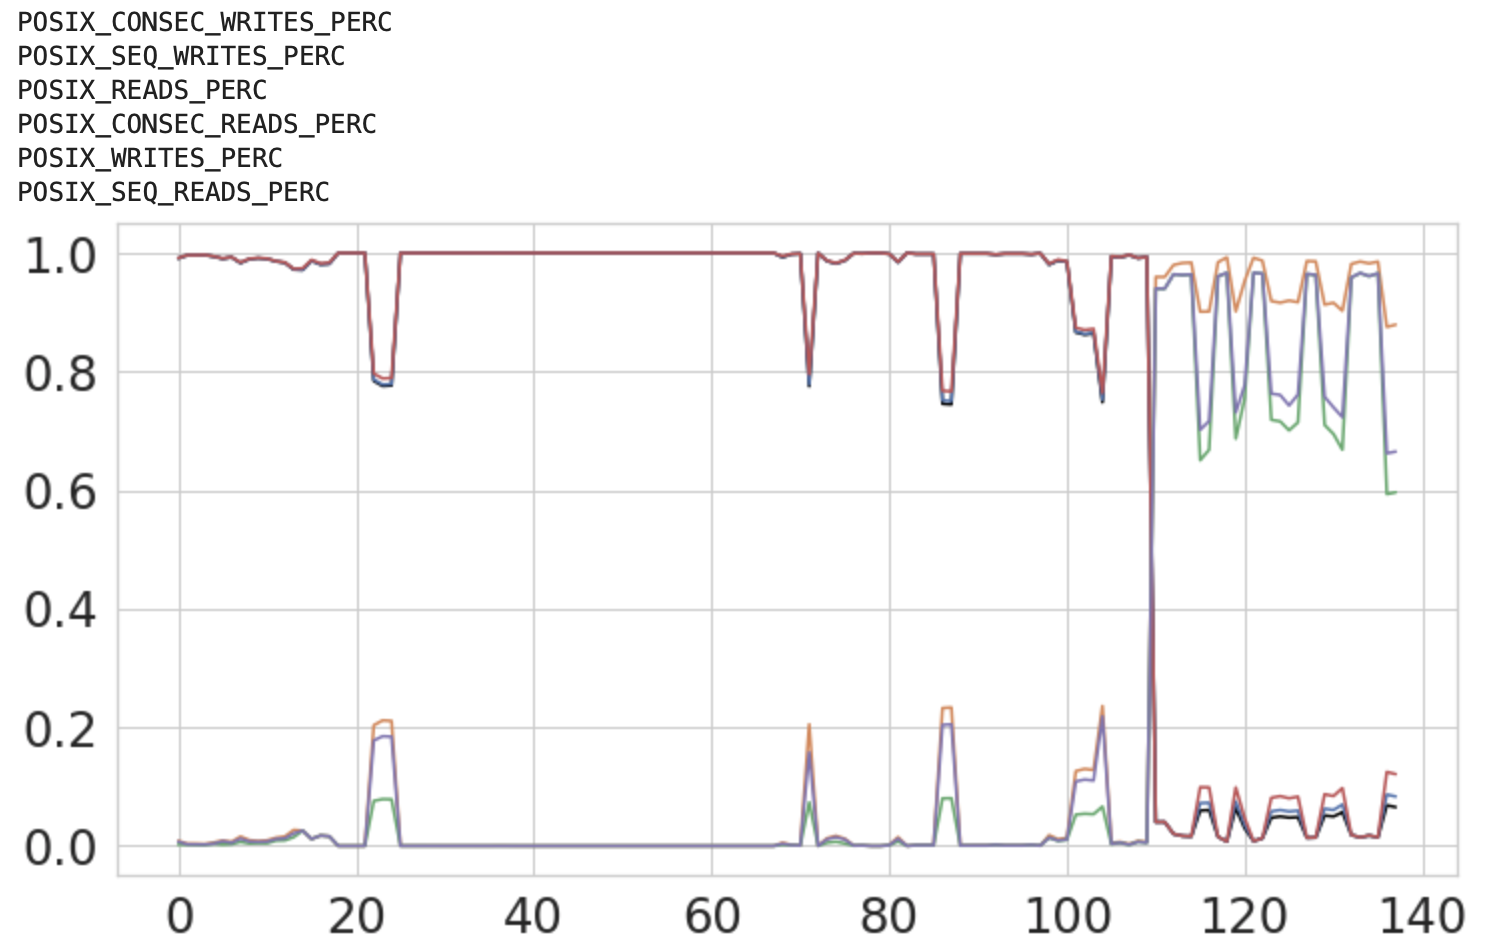 POSIX_CONSEC_WRITES_PERC
POSIX_SEQ_WRITES_PERC
POSIX_READS_PERC
POSIX_CONSEC_READS_PERC
POSIX_WRITES_PERC
POSIX_SEQ_READS_PERC
1.0
0.8
0.6
0.4
0.2
0.0
0 20 40 60 80 100 120 140